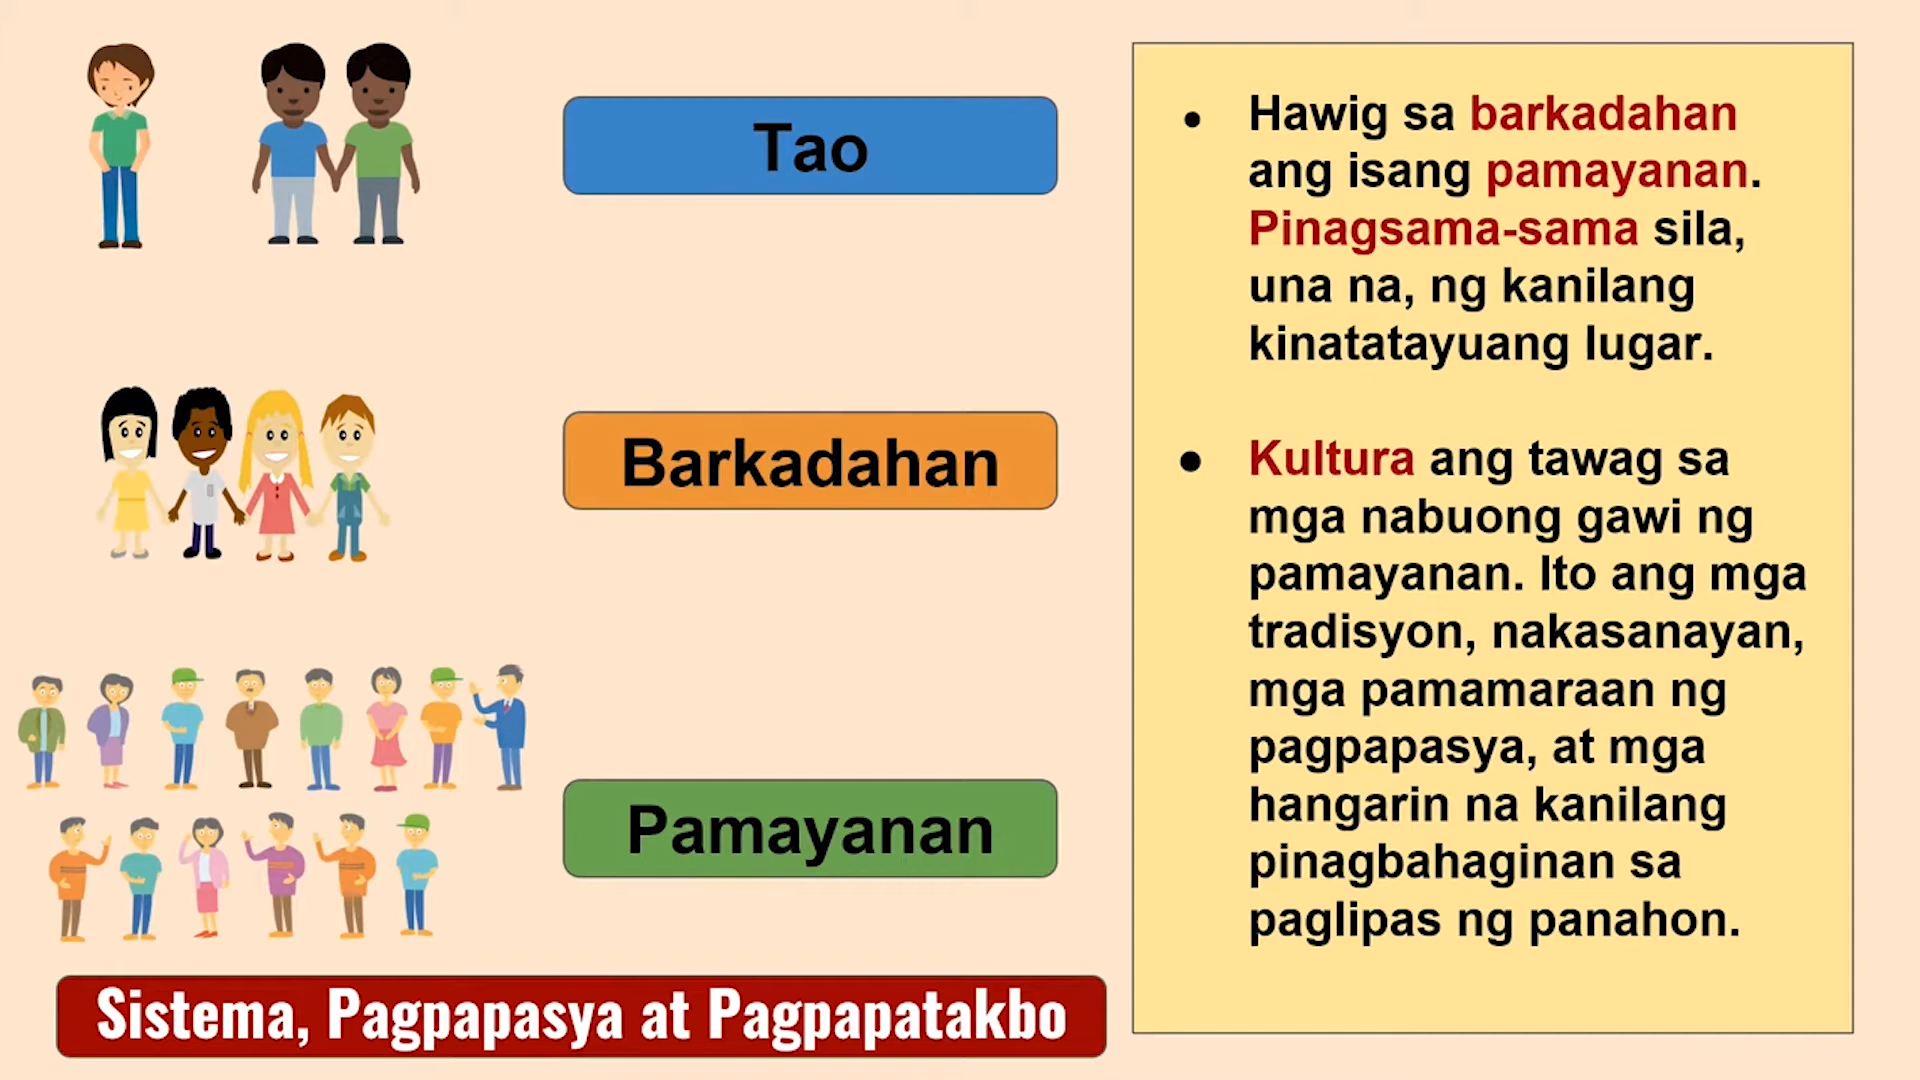 Tao
Barkadahan
Pamayanan
Sistema, Pagpapasya at Pagpapatakbo
• Hawig sa barkadahan
ang isang pamayanan.
Pinagsama-sama sila,
una na, ng kanilang
kinatatayuang lugar.
• Kultura ang tawag sa
mga nabuong gawi ng
pamayanan. Ito ang mga
tradisyon, nakasanayan,
mga pamamaraan ng
pagpapasya, at mga
hangarin na kanilang
pinagbahaginan sa
paglipas ng panahon.